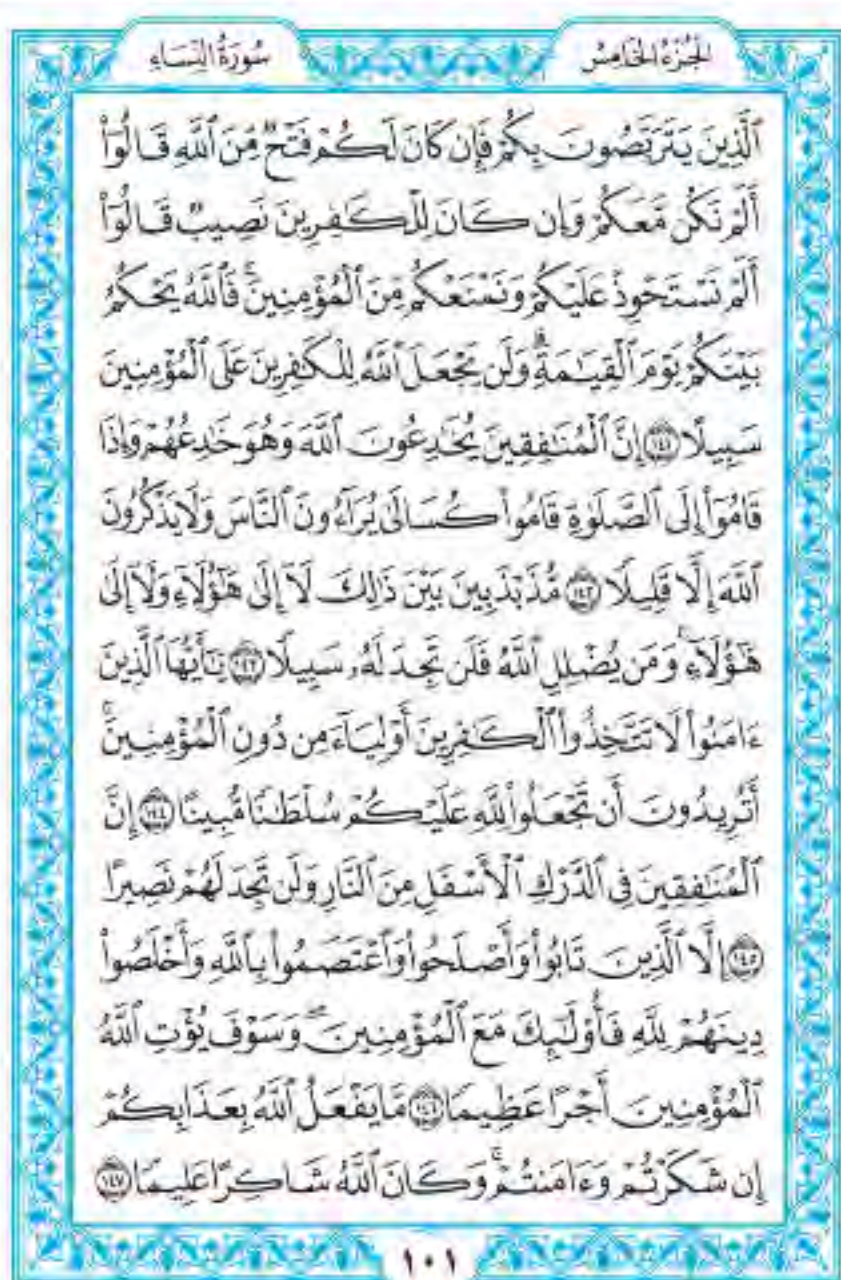 الجزء الخامس
سورة النساء
ٱلَّذِينَ يَتَرَبَّصُونَ بِكُمْ فَإِن كَانَ لَكُمْ فَتْحٌ مِّنَ ٱللَّهِ قَالُوٓا۟
أَلَمْ نَكُن مَّعَكُمْ وَإِن كَانَ لِلْكَـٰفِرِينَ نَصِيبٌ قَالُوٓا۟
أَلَمْ نَسْتَحْوِذْ عَلَيْكُمْ وَنَمْنَعْكُم مِّنَ ٱلْمُؤْمِنِينَ ۚ فَٱللَّهُ يَحْكُمُ
بَيْنَكُمْ يَوْمَ ٱلْقِيَـٰمَةِ ۗ وَلَن يَجْعَلَ ٱللَّهُ لِلْكَـٰفِرِينَ عَلَى ٱلْمُؤْمِنِينَ
سَبِيلًا ١٤١ إِنَّ ٱلْمُنَـٰفِقِينَ يُخَـٰدِعُونَ ٱللَّهَ وَهُوَ خَـٰدِعُهُمْ وَإِذَا
قَامُوٓا۟ إِلَى ٱلصَّلَوٰةِ قَامُوا۟ كُسَالَىٰ يُرَآءُونَ ٱلنَّاسَ وَلَا يَذْكُرُونَ
ٱللَّهَ إِلَّا قَلِيلًا ١٤٢ مُّذَبْذَبِينَ بَيْنَ ذَٰلِكَ لَآ إِلَىٰ هَـٰٓؤُلَآءِ وَلَآ إِلَىٰ
هَـٰٓؤُلَآءِ ۚ وَمَن يُضْلِلِ ٱللَّهُ فَلَن تَجِدَ لَهُۥ سَبِيلًا ١٤٣ يَـٰٓأَيُّهَا ٱلَّذِينَ
ءَامَنُوا۟ لَا تَتَّخِذُوا۟ ٱلْكَـٰفِرِينَ أَوْلِيَآءَ مِن دُونِ ٱلْمُؤْمِنِينَ ۚ
أَتُرِيدُونَ أَن تَجْعَلُوا۟ لِلَّهِ عَلَيْكُمْ سُلْطَـٰنًا مُّبِينًا ١٤٤ إِنَّ
ٱلْمُنَـٰفِقِينَ فِى ٱلدَّرْكِ ٱلْأَسْفَلِ مِنَ ٱلنَّارِ وَلَن تَجِدَ لَهُمْ نَصِيرًا
١٤٥ إِلَّا ٱلَّذِينَ تَابُوا۟ وَأَصْلَحُوا۟ وَٱعْتَصَمُوا۟ بِٱللَّهِ وَأَخْلَصُوا۟
دِينَهُمْ لِلَّهِ فَأُو۟لَـٰٓئِكَ مَعَ ٱلْمُؤْمِنِينَ ۖ وَسَوْفَ يُؤْتِ ٱللَّهُ
ٱلْمُؤْمِنِينَ أَجْرًا عَظِيمًا ١٤٦ مَّا يَفْعَلُ ٱللَّهُ بِعَذَابِكُمْ
إِن شَكَرْتُمْ وَءَامَنتُمْ ۚ وَكَانَ ٱللَّهُ شَاكِرًا عَلِيمًا ١٤٧
١٠١